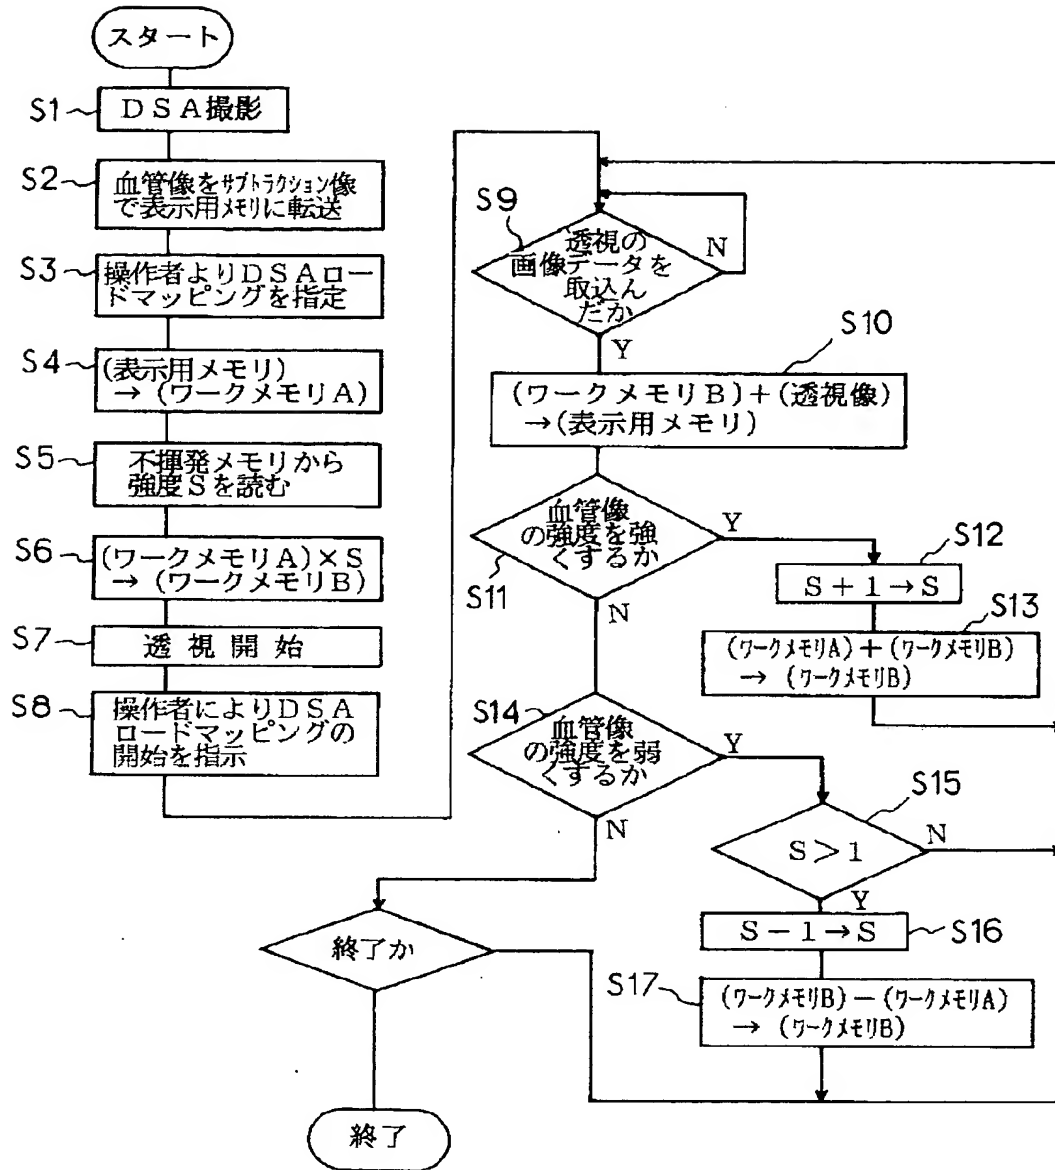 スタート
S1
DSA撮影
S2
血管像をサブトラクション像
で表示用メモリに転送
S3
操作者よりDSAロー
ドマッピングを指定
S4
(表示用メモリ)
→ (ワークメモリA)
S5
不揮発メモリから
強度Sを読む
S6
(ワークメモリA)×S
→ (ワークメモリB)
S7
透視開始
S8
操作者によりDSA
ロードマッピングの
開始を指示
S9
透視の
画像データを
取込ん
だか
N
Y
S10
(ワークメモリB)+(透視像)
→(表示用メモリ)
S11
血管像
の強度を強
くするか
Y
N
S12
S+1→S
S13
(ワークメモリA)+(ワークメモリB)
→ (ワークメモリB)
S14
血管像
の強度を弱
くするか
Y
N
S15
S>1
N
Y
S16
S-1→S
S17
(ワークメモリB)-(ワークメモリA)
→ (ワークメモリB)
終了か
終了